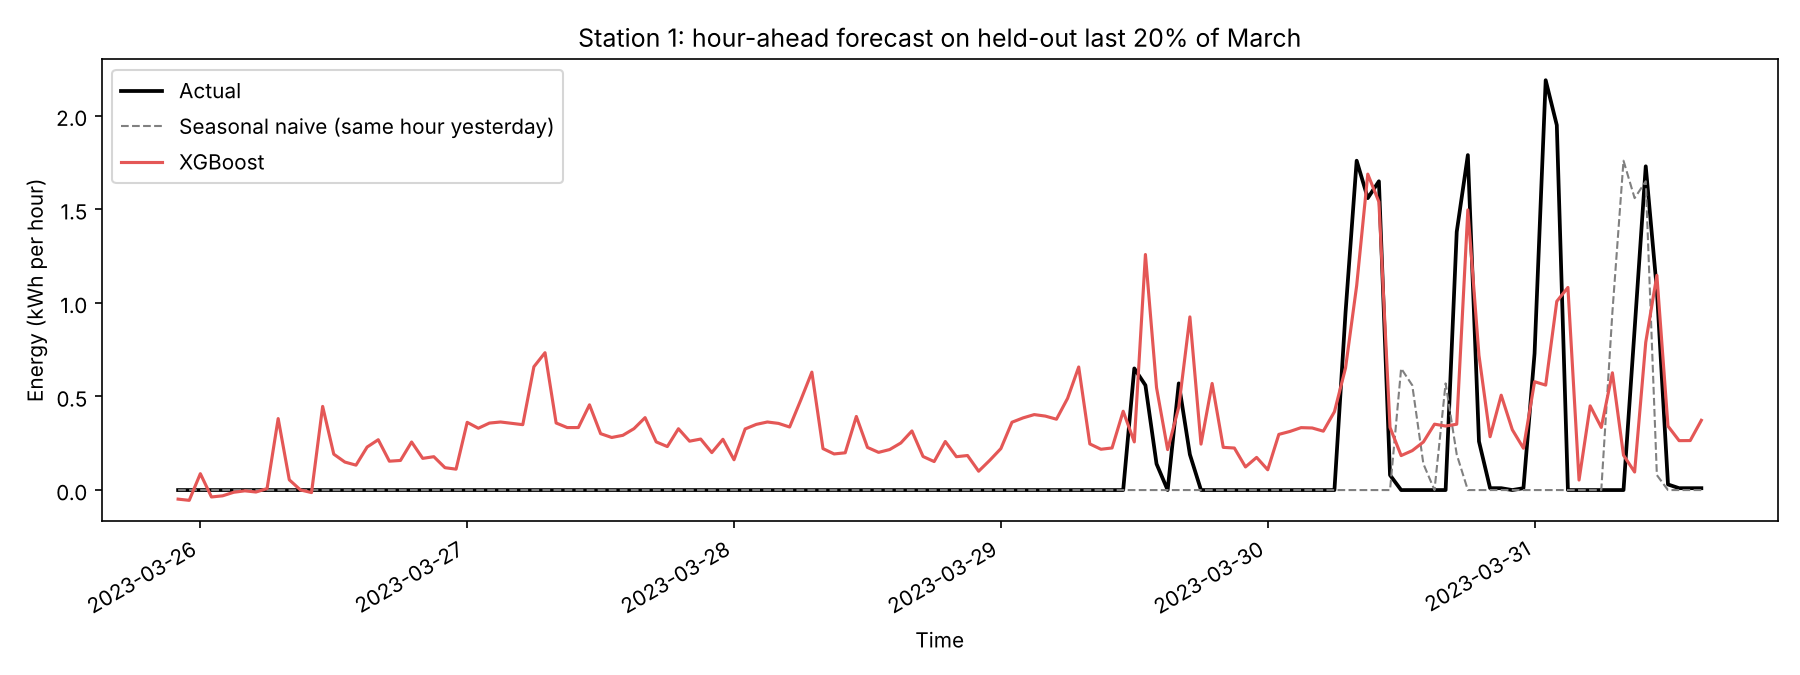 Station 1: hour-ahead forecast on held-out last 20% of March
Actual
Seasonal naive (same hour yesterday)
XGBoost
Energy (kWh per hour)
2.0
1.5
1.0
0.5
0.0
2023-03-26
2023-03-27
2023-03-28
2023-03-29
2023-03-30
2023-03-31
Time